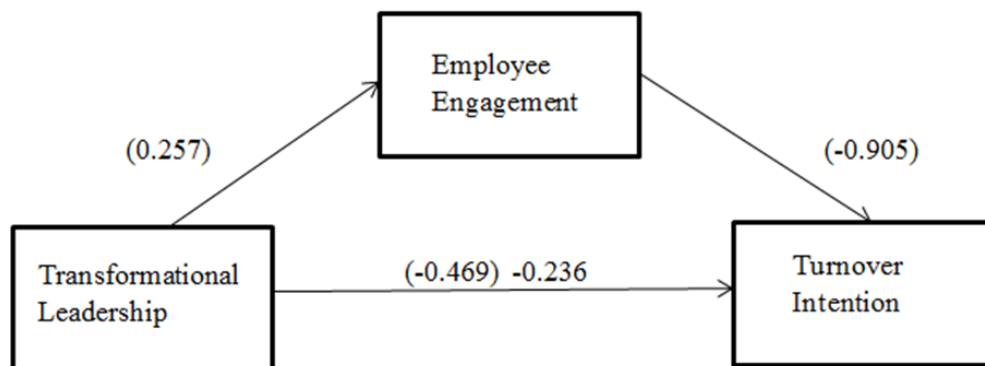 Employee
Engagement
(0.257)
(-0.905)
Transformational
Leadership
(-0.469) -0.236
Turnover
Intention